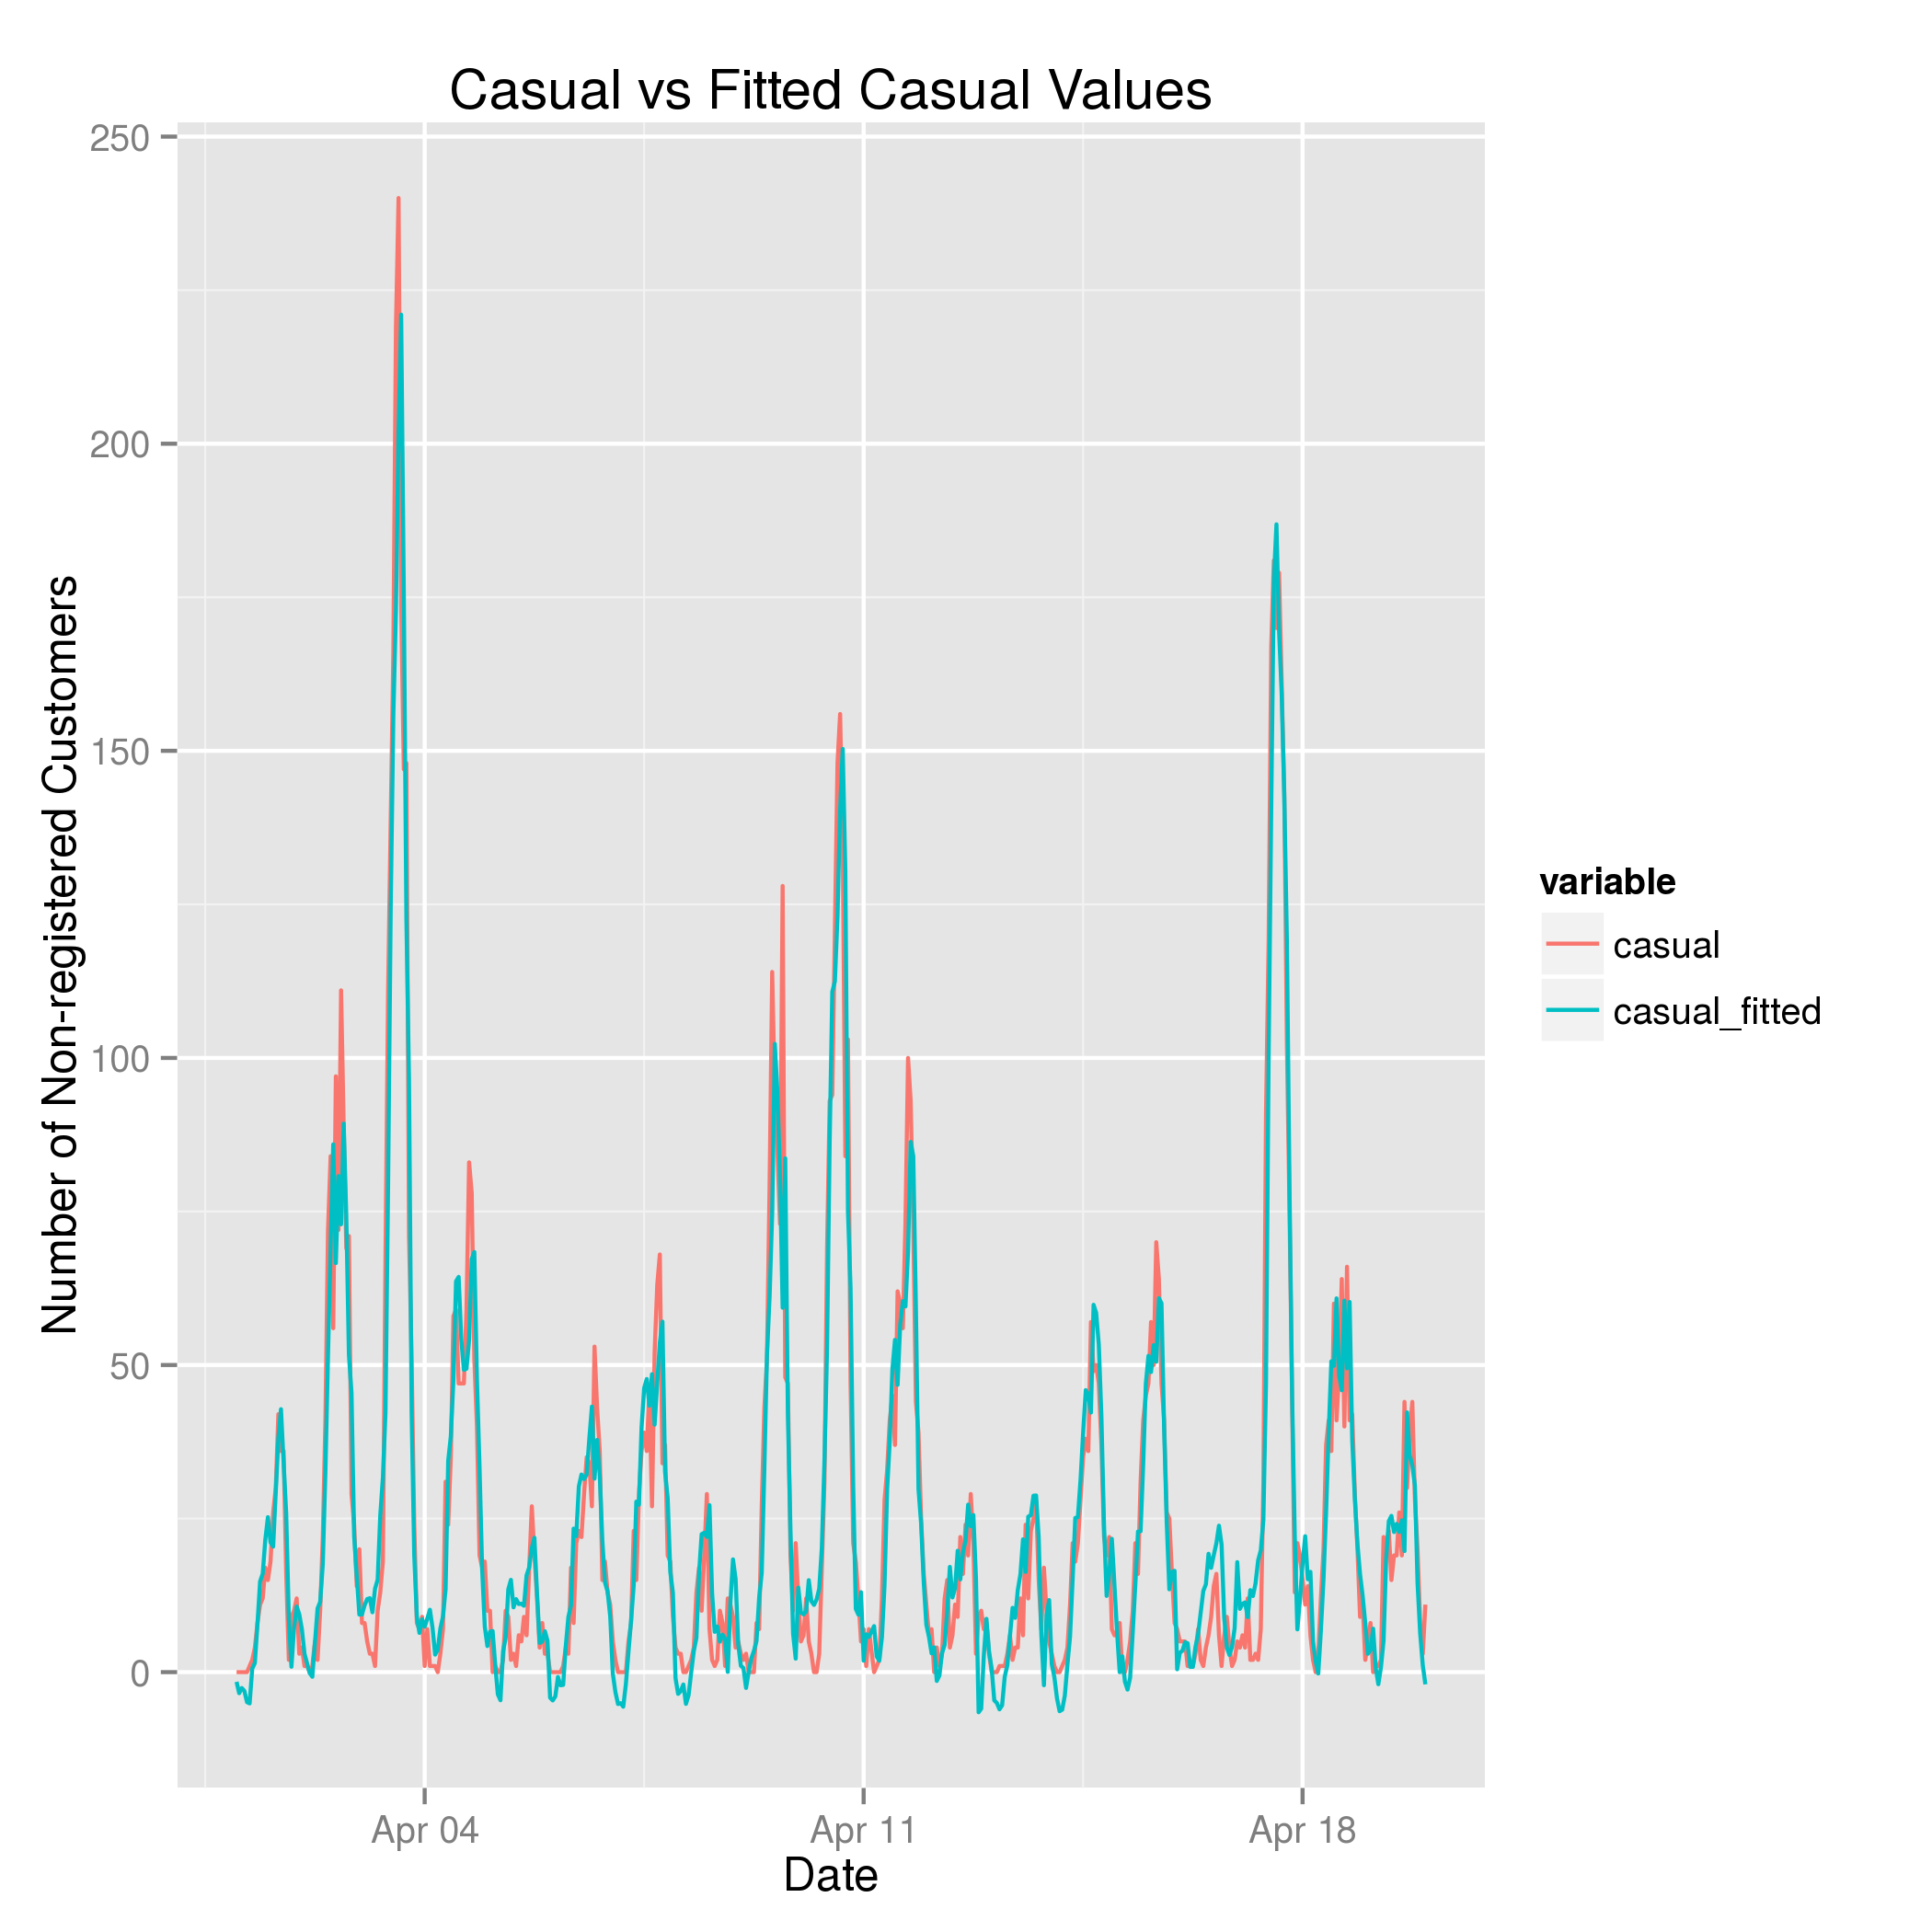 Casual vs Fitted Casual Values
250
200
150
100
50
0
Number of Non-registered Customers
Apr 04
Apr 11
Apr 18
Date
variable
casual
casual_fitted